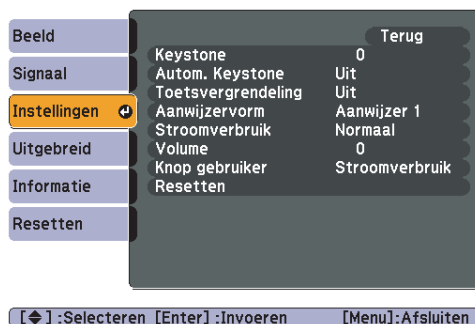 Beeld
Signaal
Instellingen
Uitgebreid
Informatie
Resetten
Terug
Keystone 0
Autom. Keystone Uit
Toetsvergrendeling Uit
Aanwijzervorm Aanwijzer 1
Stroomverbruik Normaal
Volume 0
Knop gebruiker Stroomverbruik
Resetten
[◆] :Selecteren [Enter] :Invoeren [Menu]:Afsluiten